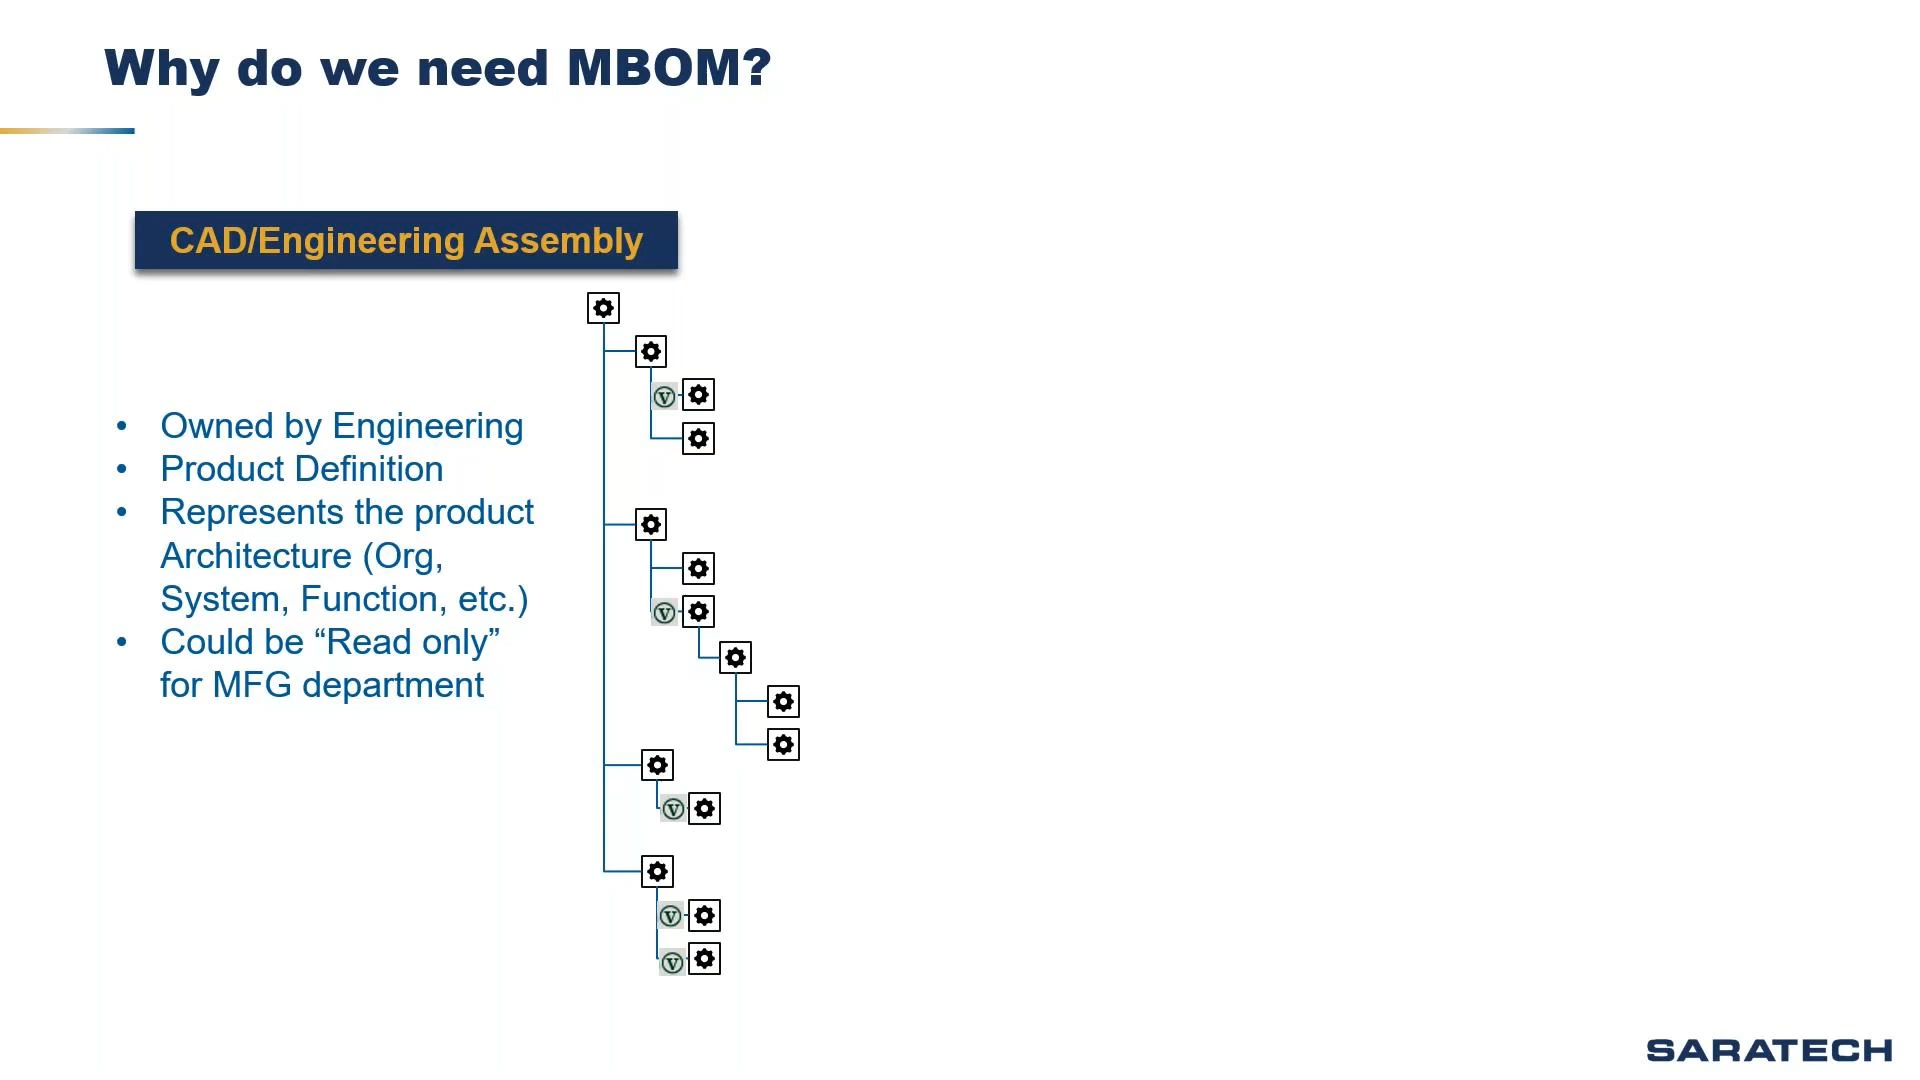 Why do we need MBOM?
CAD/Engineering Assembly
• Owned by Engineering
• Product Definition
• Represents the product
Architecture (Org,
System, Function, etc.)
• Could be “Read only”
for MFG department
V
V
V
V
V
SARATECH